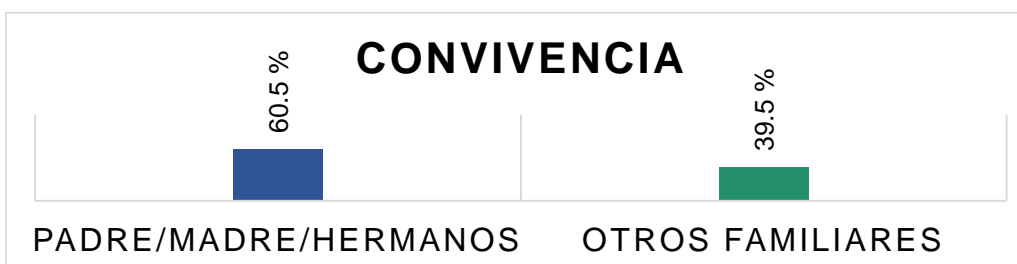 CONVIVENCIA
60.5 %
39.5 %
PADRE/MADRE/HERMANOS
OTROS FAMILIARES